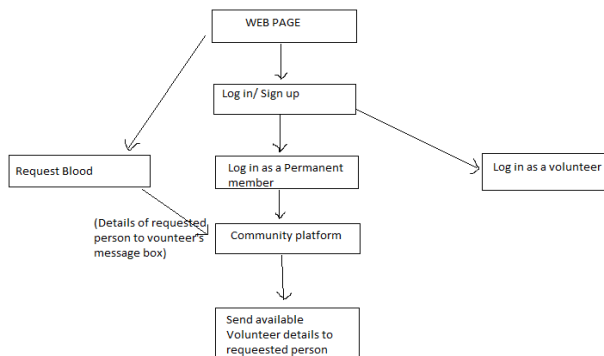 WEB PAGE
Log in/ Sign up
Request Blood
Log in as a Permanent
member
Log in as a volunteer
(Details of requested
person to vounteer's
message box)
Community platform
Send available
Volunteer details to
requeested person